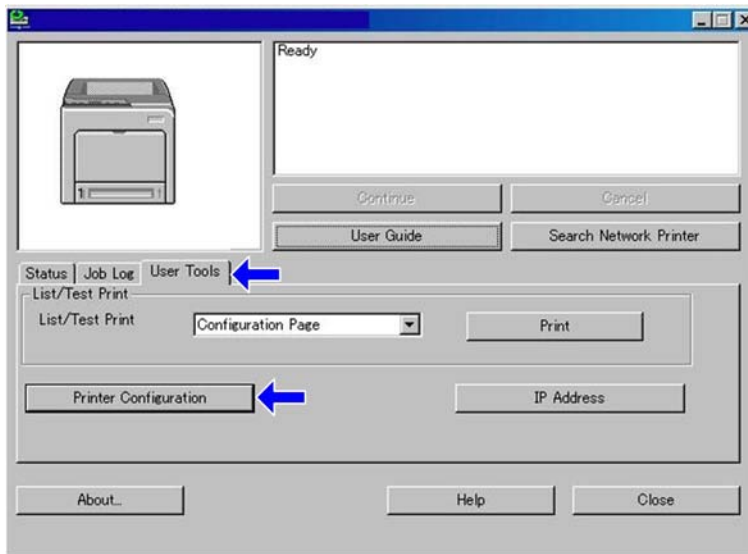 Ready
Continue Cancel
User Guide Search Network Printer
Status Job Log User Tools
List/Test Print
List/Test Print Configuration Page Print
Printer Configuration IP Address
About... Help Close